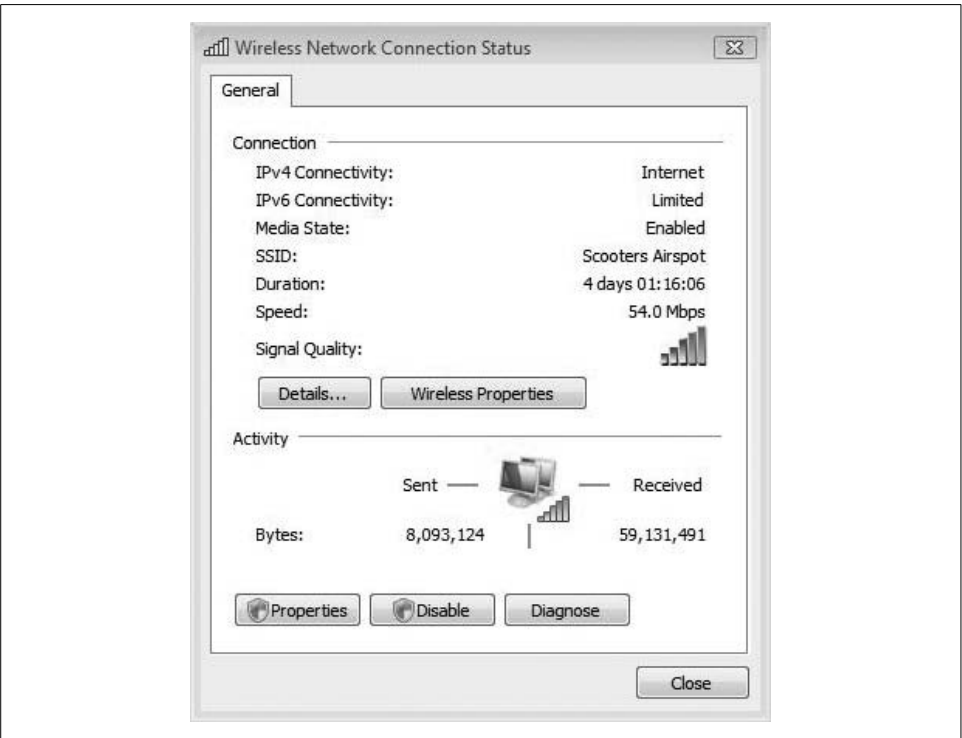 Wireless Network Connection Status
General
Connection
IPv4 Connectivity: Internet
IPv6 Connectivity: Limited
Media State: Enabled
SSID: Scooters Airspot
Duration: 4 days 01:16:06
Speed: 54.0 Mbps
Signal Quality:
Details... Wireless Properties
Activity
Sent Received
Bytes: 8,093,124 59,131,491
Properties Disable Diagnose
Close